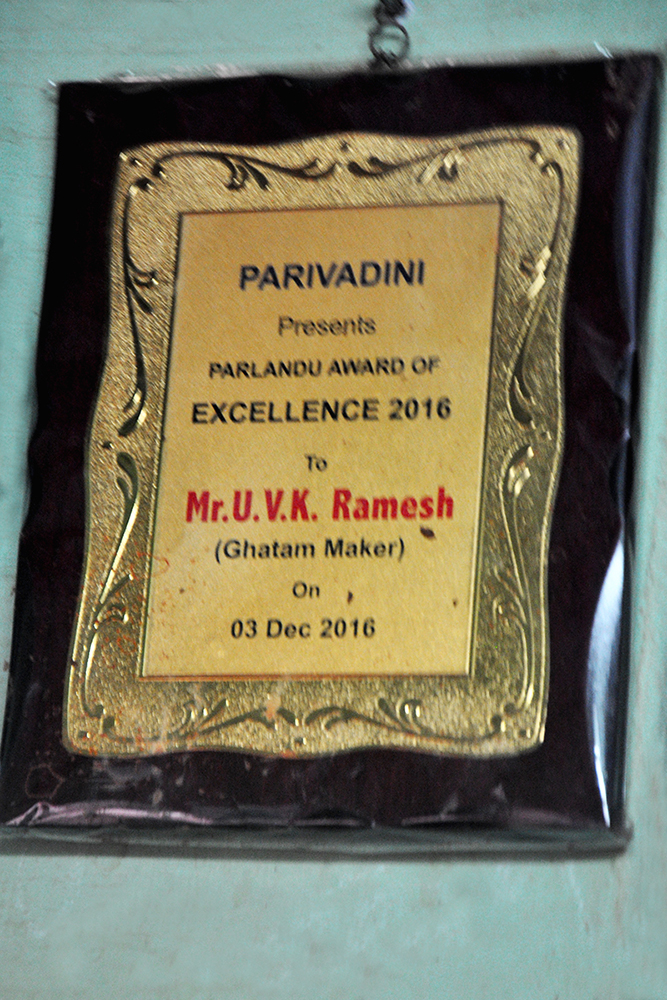 PARIVADINI
Presents
PARLANDU AWARD OF
EXCELLENCE 2016
To
Mr.U.V.K. Ramesh
(Ghatam Maker)
On
03 Dec 2016